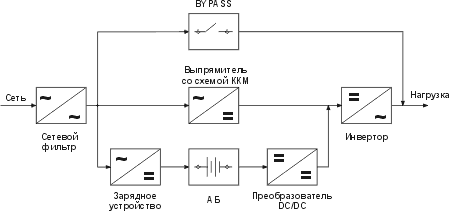 BYPASS
Выпрямитель
со схемой ККМ
Сеть
Нагрузка
Сетевой
фильтр
Инвертор
Зарядное
устройство
АБ
Преобразователь
DC/DC